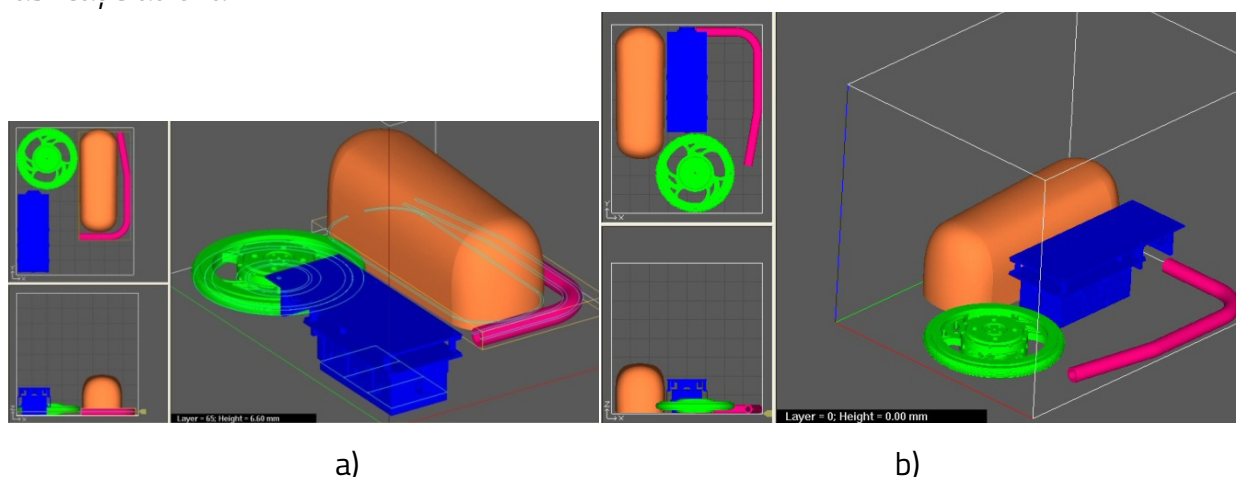 Layer = 65; Height = 6.60 mm
Layer = 0; Height = 0.00 mm
a)
b)